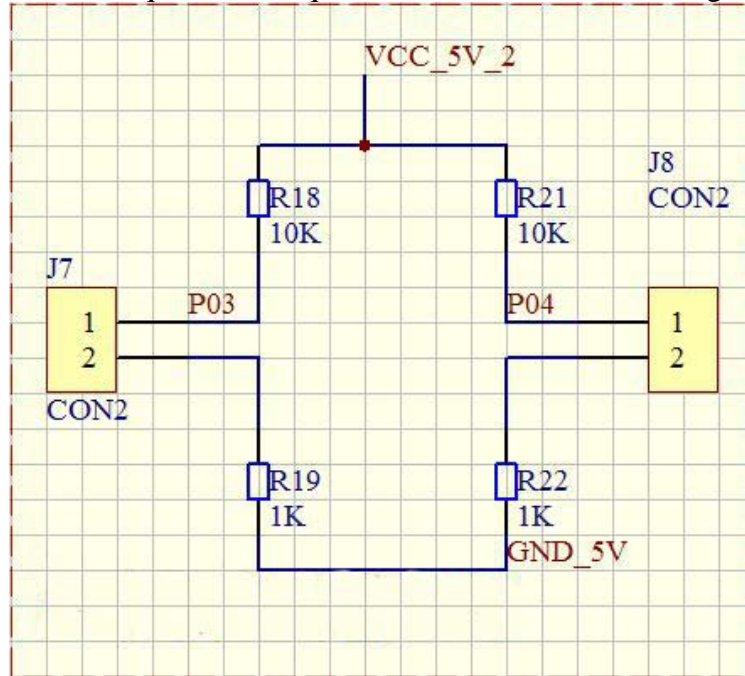 VCC_5V_2
R18
10K
R21
10K
J8
CON2
J7
P03
P04
1
2
1
2
CON2
R19
1K
R22
1K
GND_5V